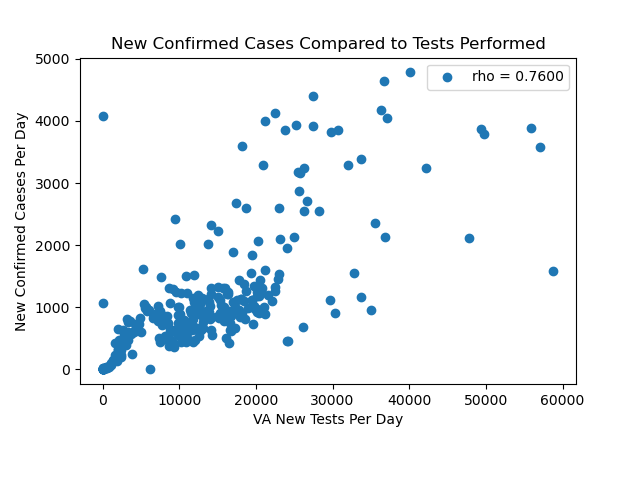 New Confirmed Cases Compared to Tests Performed
rho = 0.7600
5000
4000
3000
2000
1000
0
New Confirmed Caeses Per Day
0 10000 20000 30000 40000 50000 60000
VA New Tests Per Day